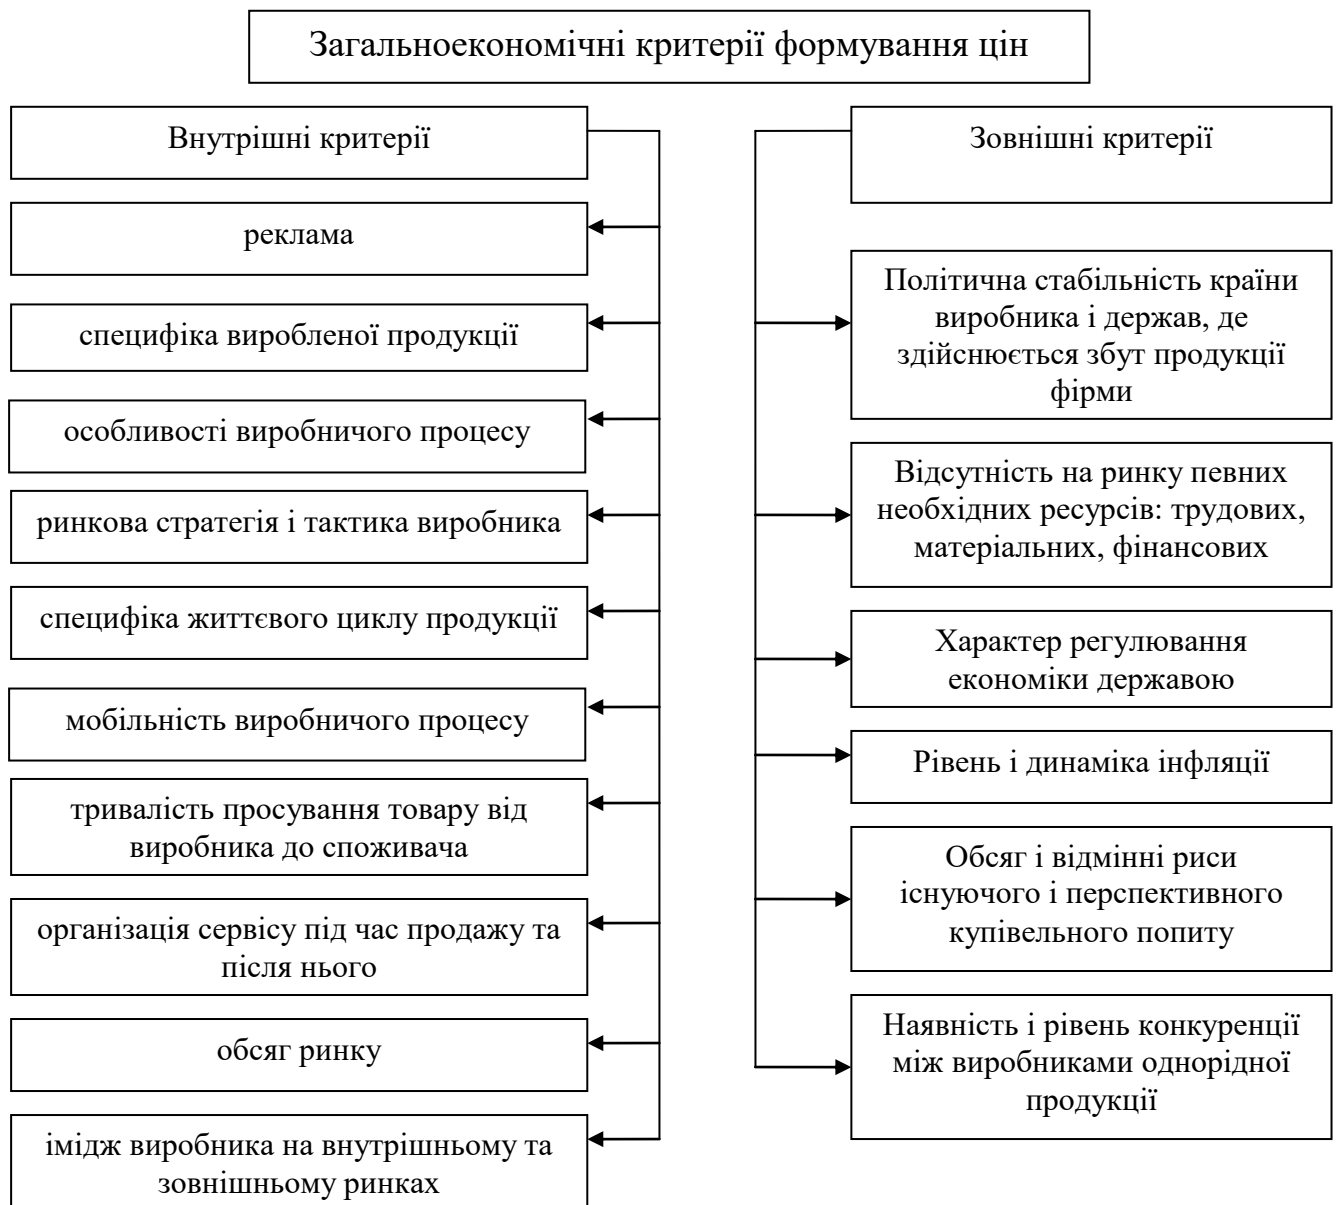 Загальноекономічні критерії формування цін
Внутрішні критерії
реклама
специфіка виробленої продукції
особливості виробничого процесу
ринкова стратегія і тактика виробника
специфіка життєвого циклу продукції
мобільність виробничого процесу
тривалість просування товару від
виробника до споживача
організація сервісу під час продажу та
після нього
обсяг ринку
імідж виробника на внутрішньому та
зовнішньому ринках
Зовнішні критерії
Політична стабільність країни
виробника і держав, де
здійснюється збут продукції
фірми
Відсутність на ринку певних
необхідних ресурсів: трудових,
матеріальних, фінансових
Характер регулювання
економіки державою
Рівень і динаміка інфляції
Обсяг і відмінні риси
існуючого і перспективного
купівельного попиту
Наявність і рівень конкуренції
між виробниками однорідної
продукції